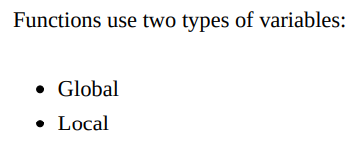 Functions use two types of variables:
• Global
• Local